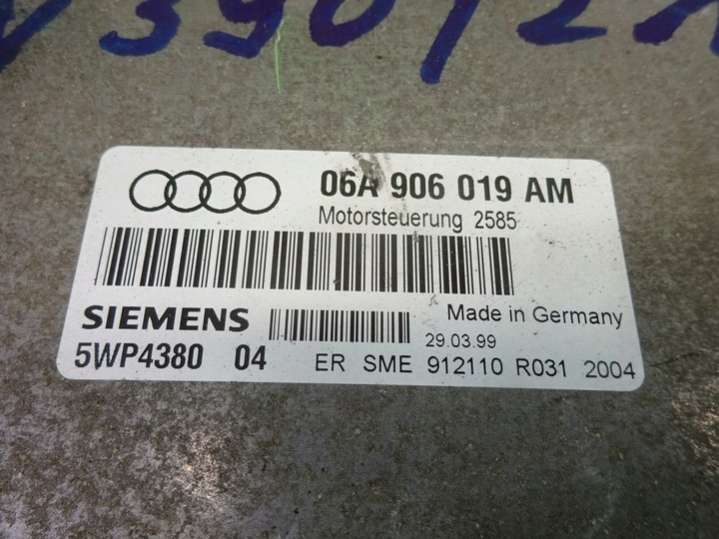 06A 906 019 AM
Motorsteuerung 2585
SIEMENS
Made in Germany
29.03.99
5WP4380 04
ER SME 912110 R031 2004